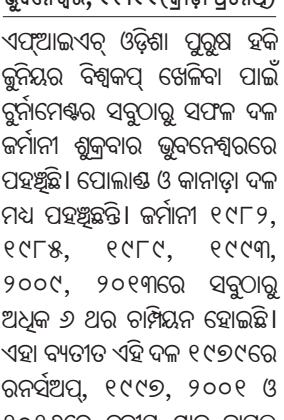 ଏଫ୍ଆଇଏଚ୍ ଓଡ଼ିଶା ପୁରୁଷ ହକି
ଜୁନିୟର ବିଶ୍ୱକପ୍ ଖେଳିବା ପାଇଁ
ଟୁର୍ନାମେଣ୍ଟର ସବୁଠାରୁ ସଫଳ ଦଳ
ଜର୍ମାନୀ ଶୁକ୍ରବାର ଭୁବନେଶ୍ୱରରେ
ପହଞ୍ଚିଛି। ପୋଲାଣ୍ଡ ଓ କାନାଡ଼ା ଦଳ
ମଧ୍ୟ ପହଞ୍ଚିଛନ୍ତି। ଜର୍ମାନୀ ୧୯୮୨,
୧୯୮୫, ୧୯୮୯, ୧୯୯୩,
୨୦୦୯, ୨୦୧୩ରେ ସବୁଠାରୁ
ଅଧିକ ୬ ଥର ଚାମ୍ପିୟନ ହୋଇଛି।
ଏହା ବ୍ୟତୀତ ଏହି ଦଳ ୧୯୭୯ରେ
ରନର୍ସଅପ୍, ୧୯୯୭, ୨୦୦୧ ଓ